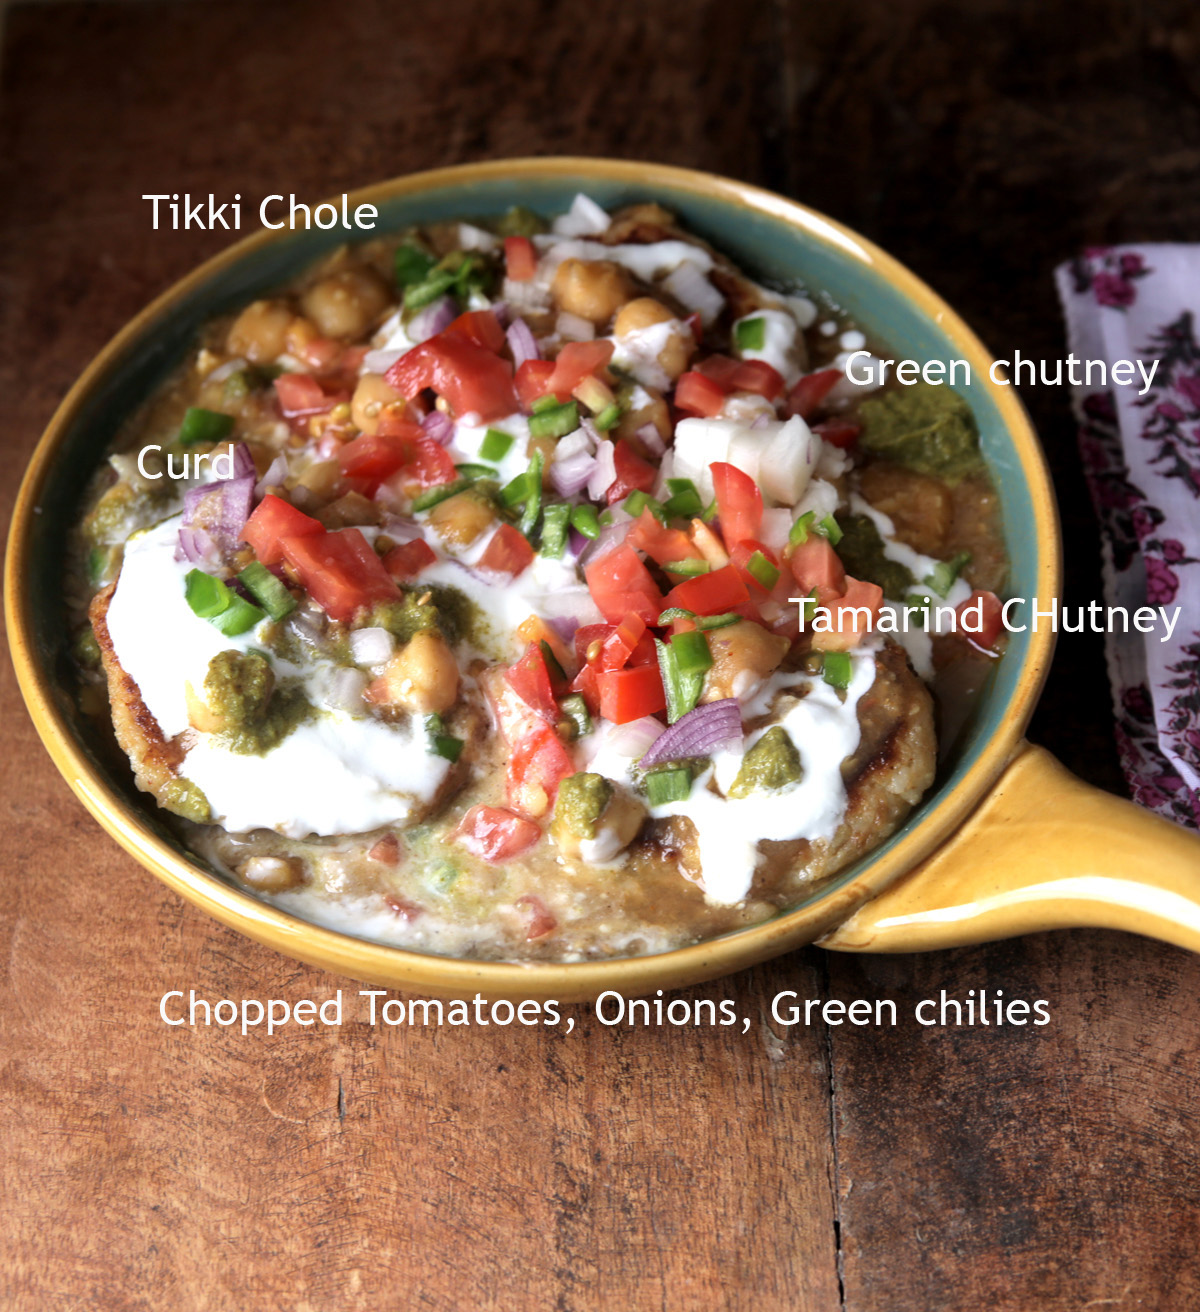 Tikki Chole
Green chutney
Curd
Tamarind CHutney
Chopped Tomatoes, Onions, Green chilies